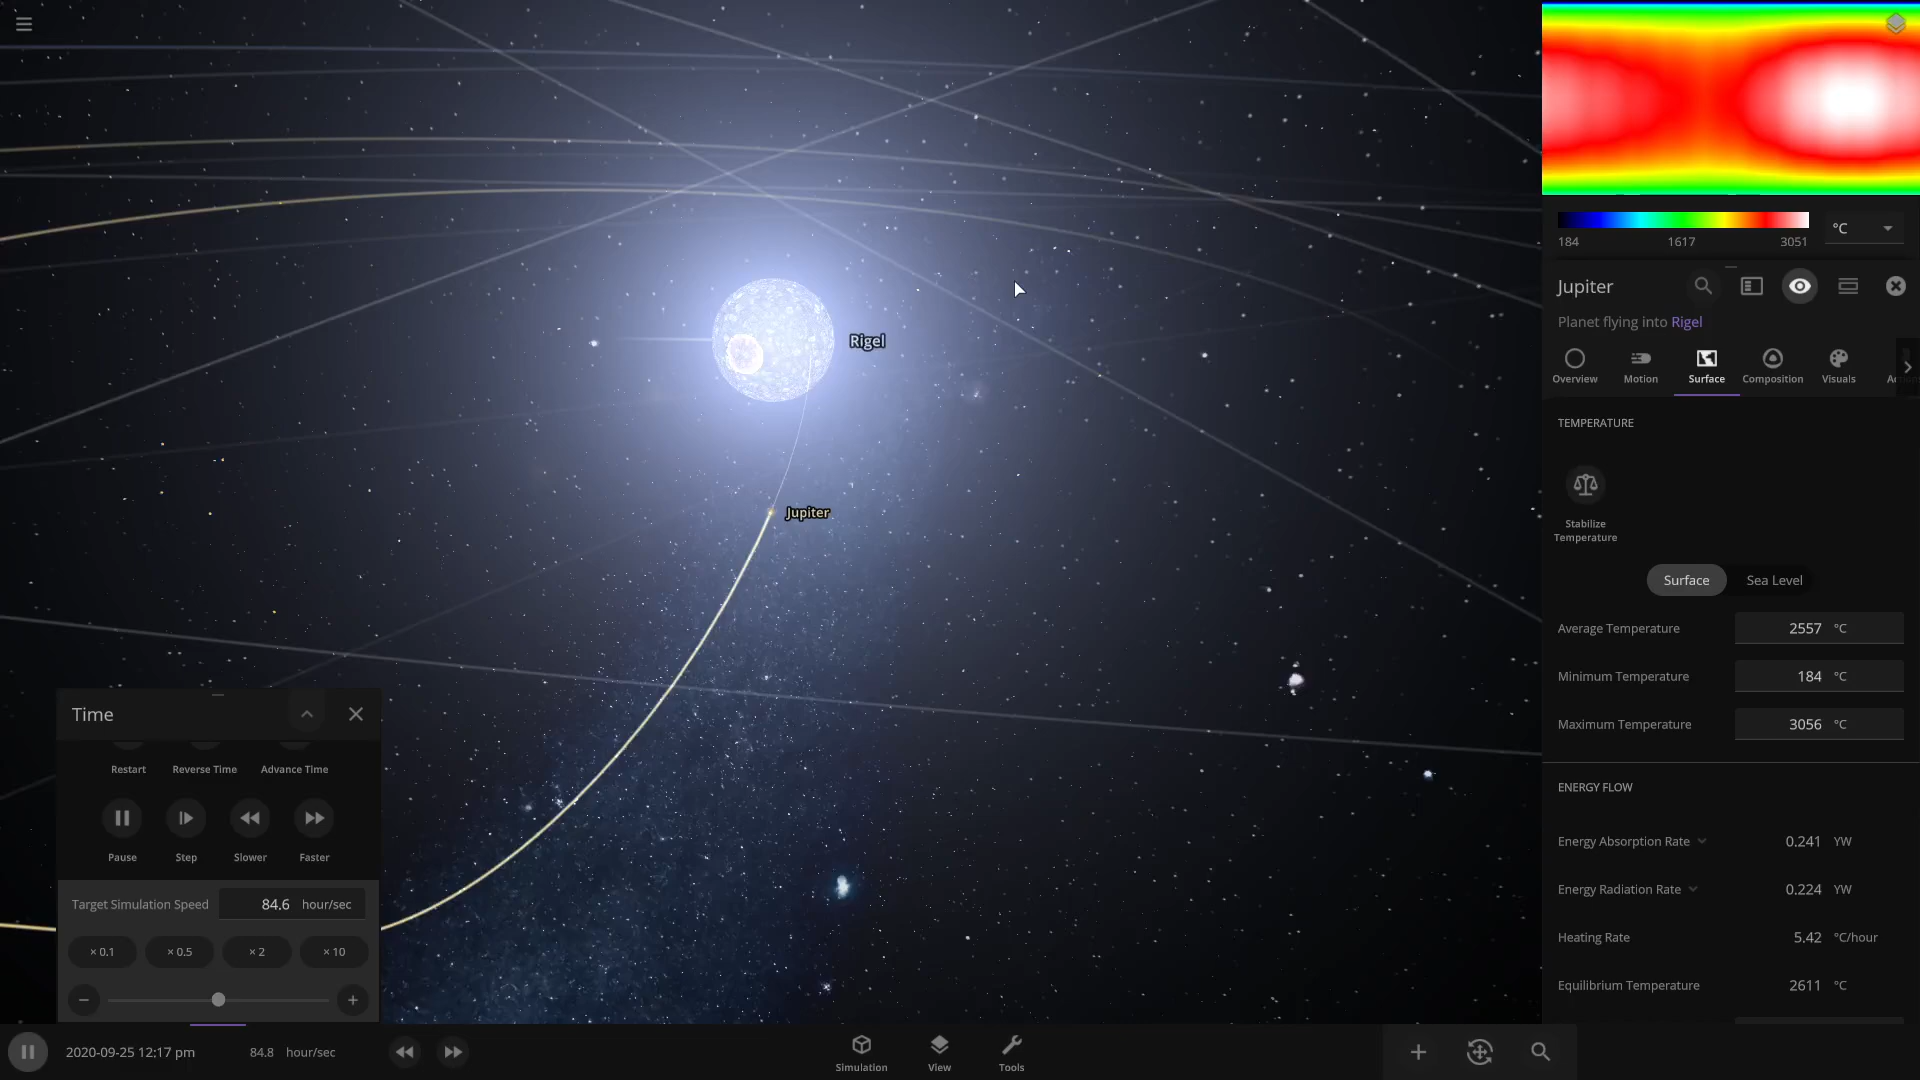 184 1617 3051
°C
Jupiter
Planet flying into Rigel
Overview Motion Surface Composition Visuals
TEMPERATURE
Stabilize
Temperature
Surface Sea Level
Average Temperature 2557 °C
Minimum Temperature 184 °C
Maximum Temperature 3056 °C
ENERGY FLOW
Energy Absorption Rate 0.241 YW
Energy Radiation Rate 0.224 YW
Heating Rate 5.42 °C/hour
Equilibrium Temperature 2611 °C
Rigel
Jupiter
Time
Restart Reverse Time Advance Time
Pause Step Slower Faster
Target Simulation Speed 84.6 hour/sec
× 0.1 × 0.5 × 2 × 10
2020-09-25 12:17 pm 84.8 hour/sec
Simulation View Tools